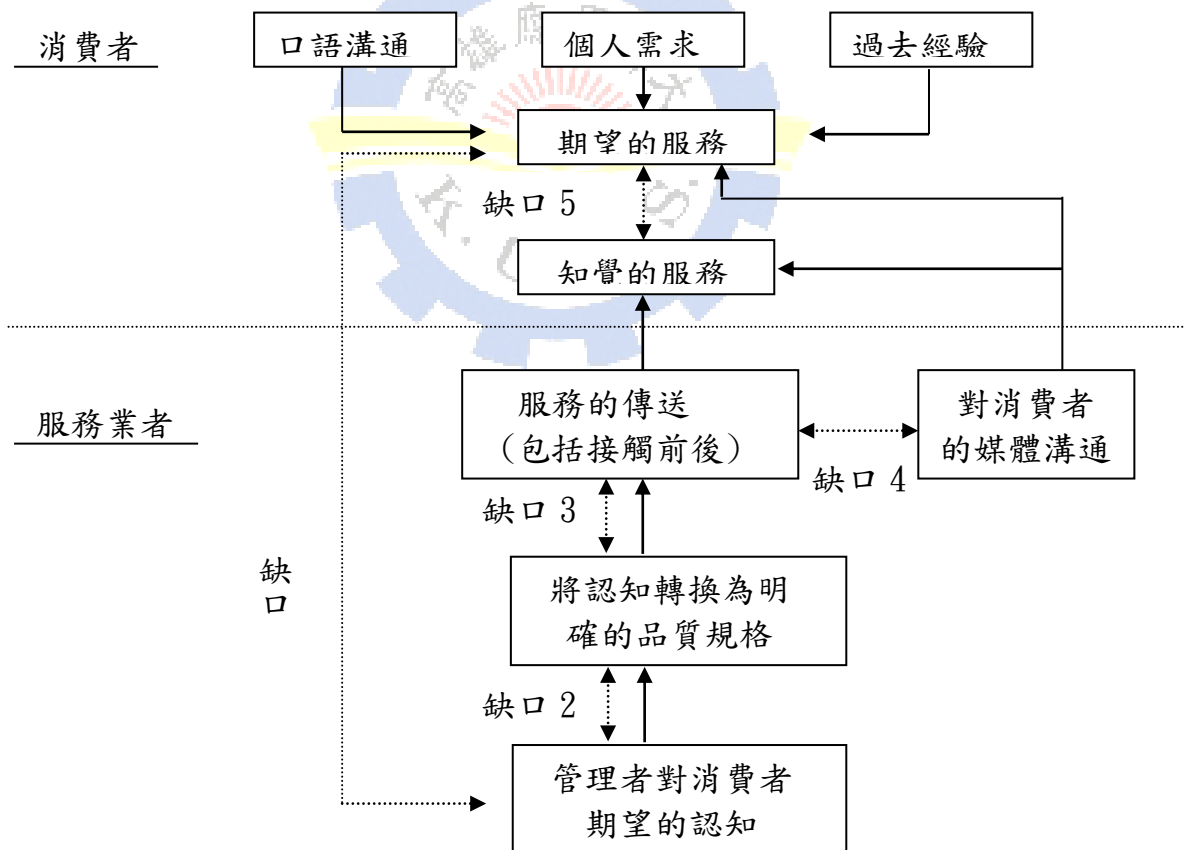 消費者
口語溝通
個人需求
過去經驗
期望的服務
缺口 5
知覺的服務
服務業者
服務的傳送
(包括接觸前後)
對消費者
的媒體溝通
缺口 4
缺口 3
缺
口
將認知轉換為明
確的品質規格
缺口 2
管理者對消費者
期望的認知